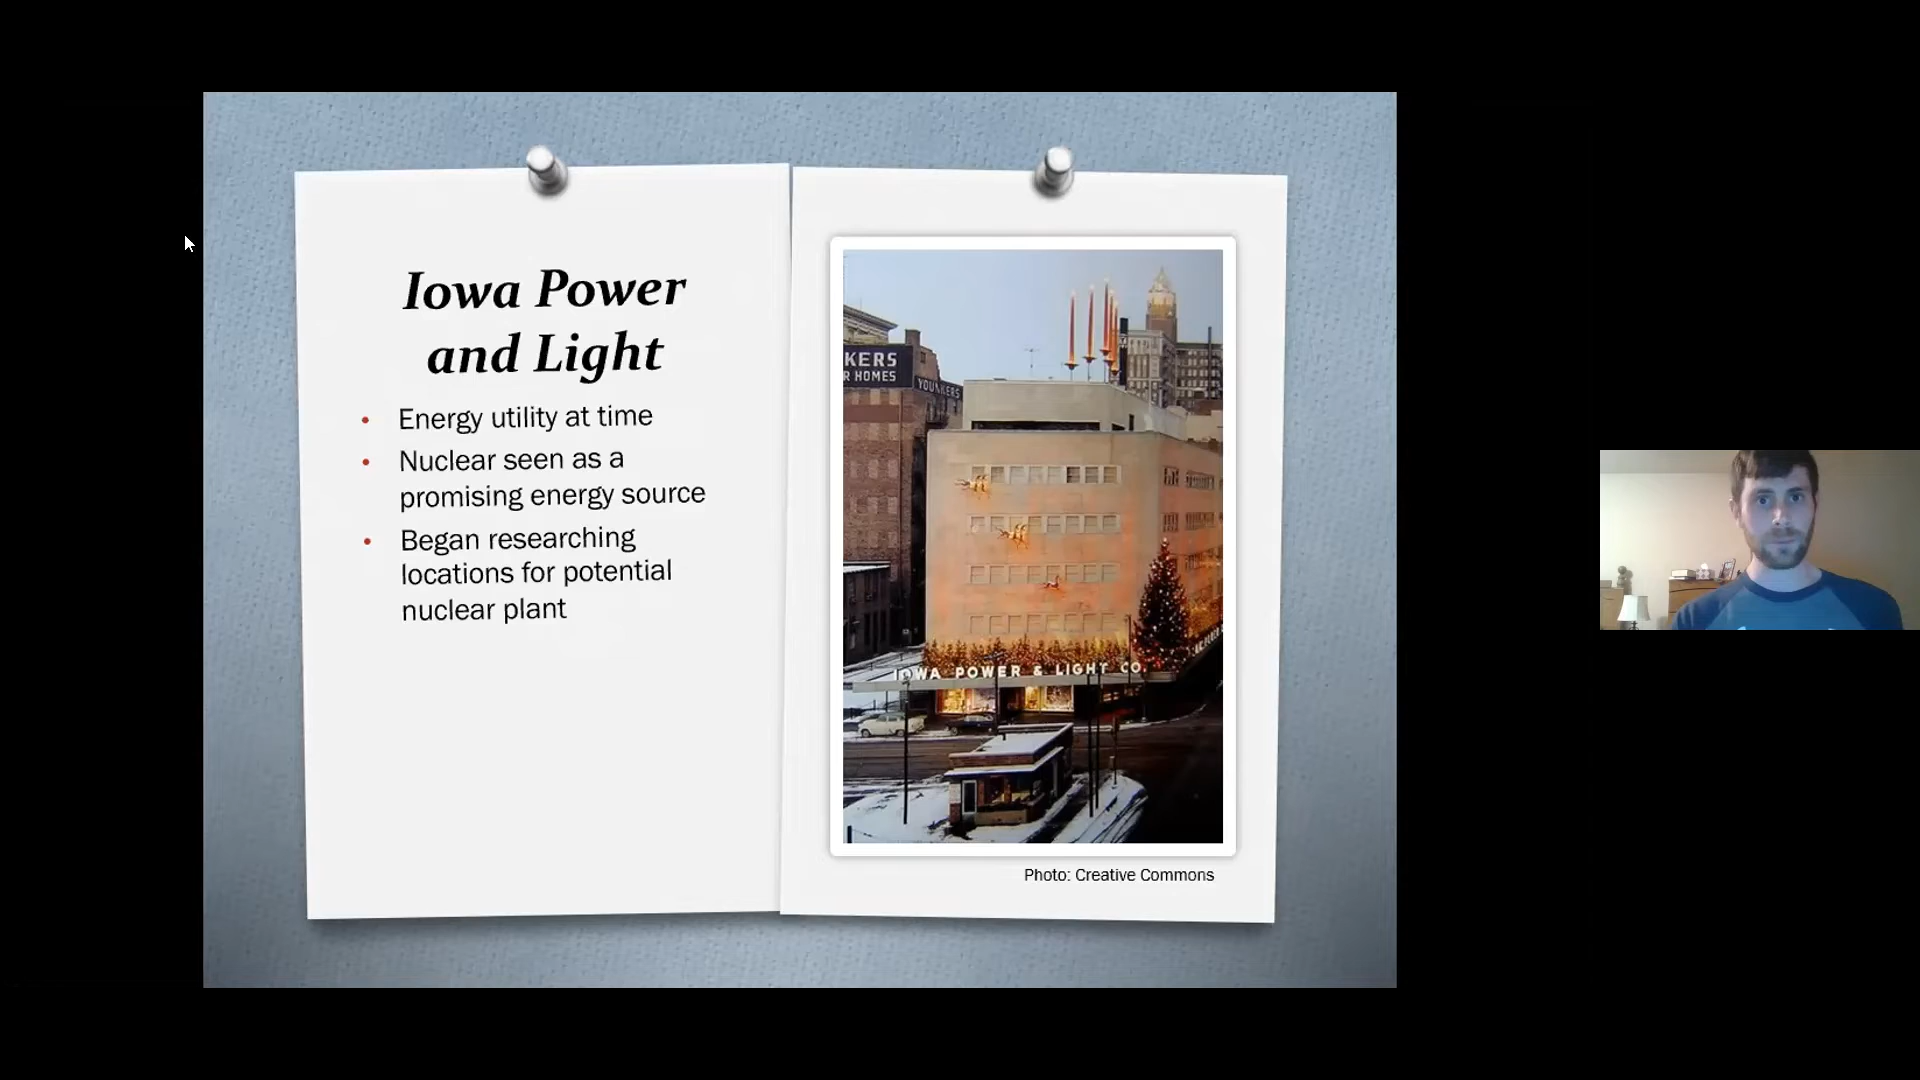 Iowa Power
and Light
Energy utility at time
Nuclear seen as a
promising energy source
Began researching
locations for potential
nuclear plant
KERS
R HOMES
YOUNKERS
IOWA POWER & LIGHT CO.
Photo: Creative Commons